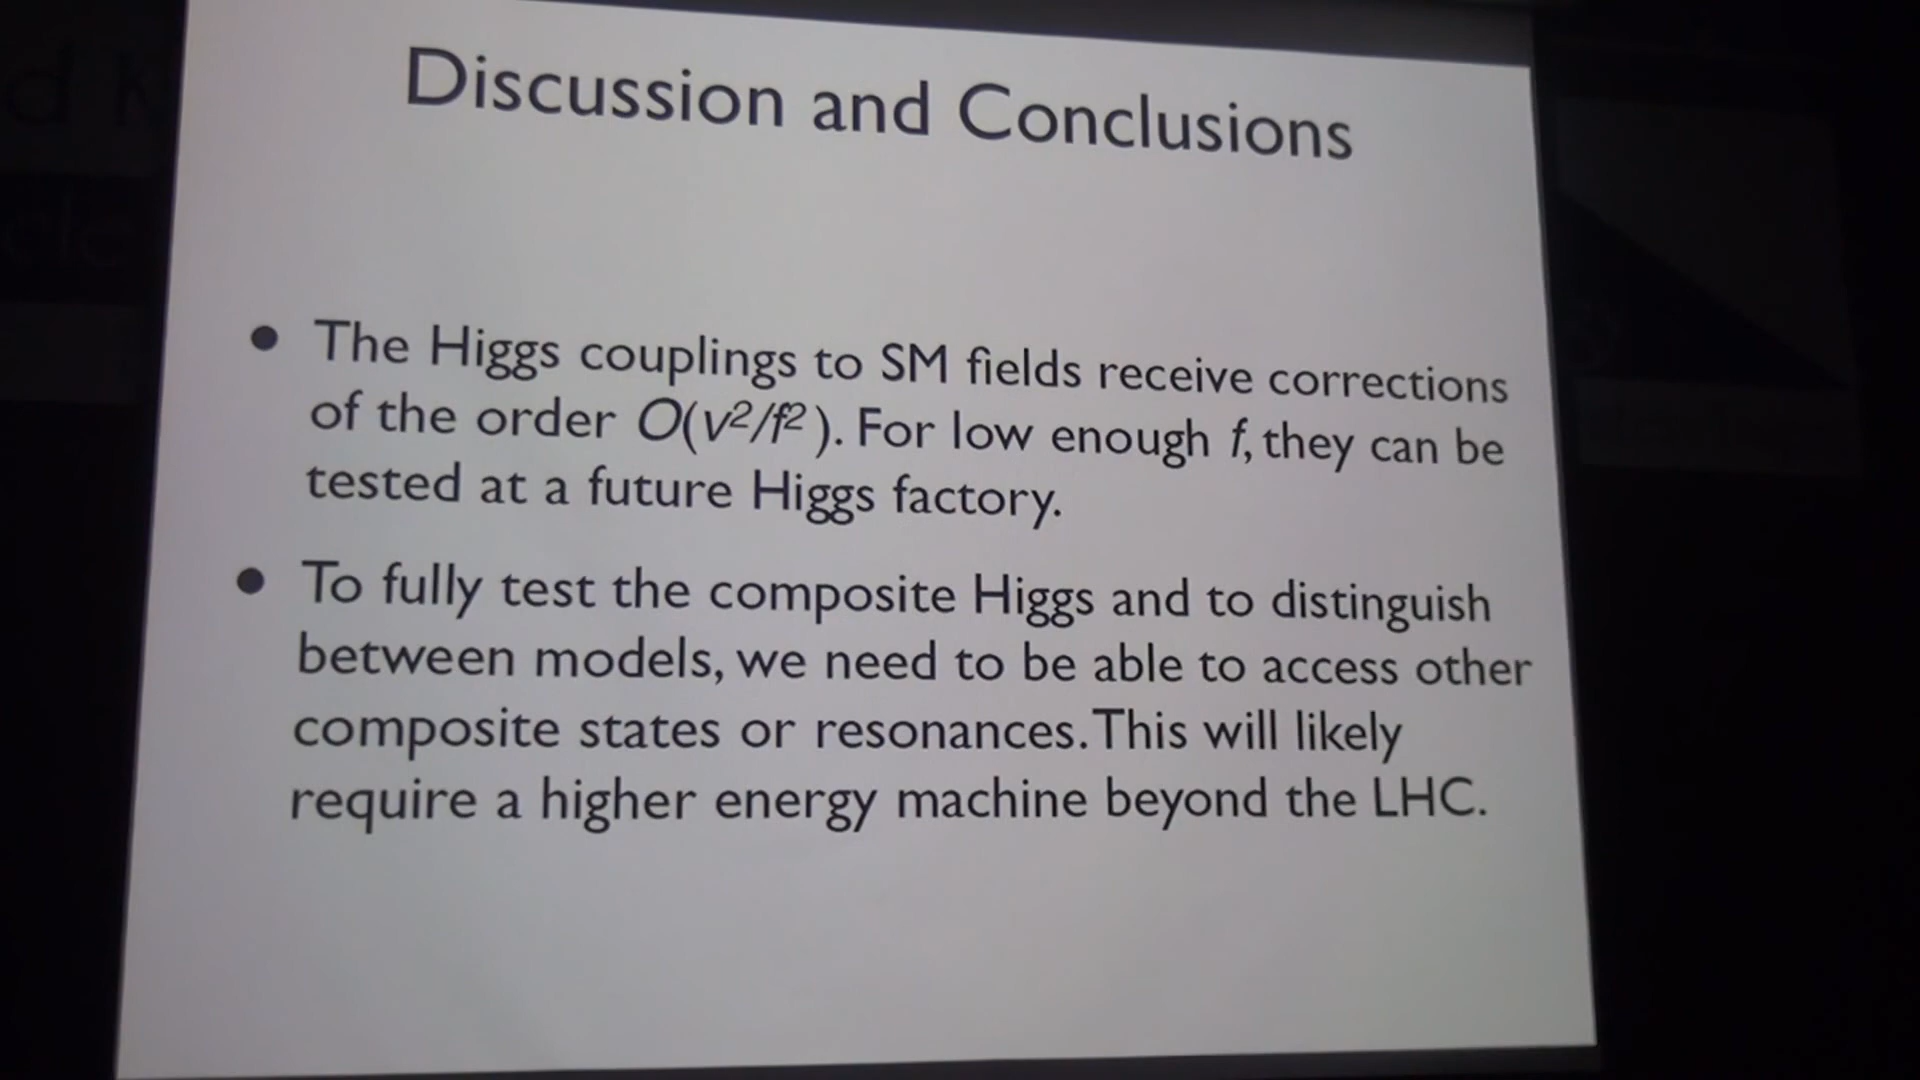 Discussion and Conclusions
• The Higgs couplings to SM fields receive corrections
of the order O(v²/f²). For low enough f, they can be
tested at a future Higgs factory.
• To fully test the composite Higgs and to distinguish
between models, we need to be able to access other
composite states or resonances. This will likely
require a higher energy machine beyond the LHC.